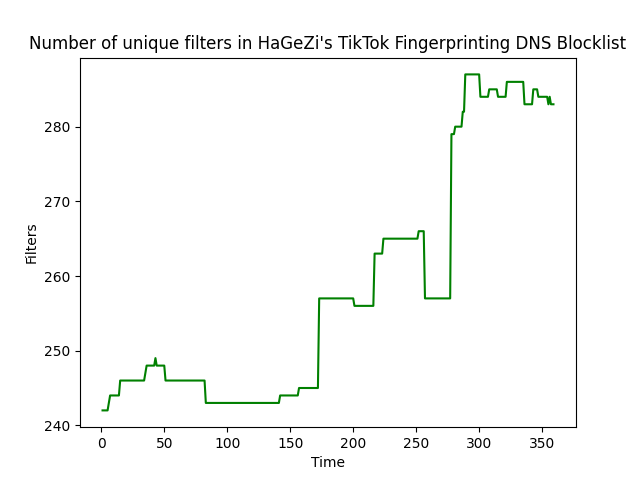 Number of unique filters in HaGeZi's TikTok Fingerprinting DNS Blocklist
280
270
260
250
240
Filters
0 50 100 150 200 250 300 350
Time